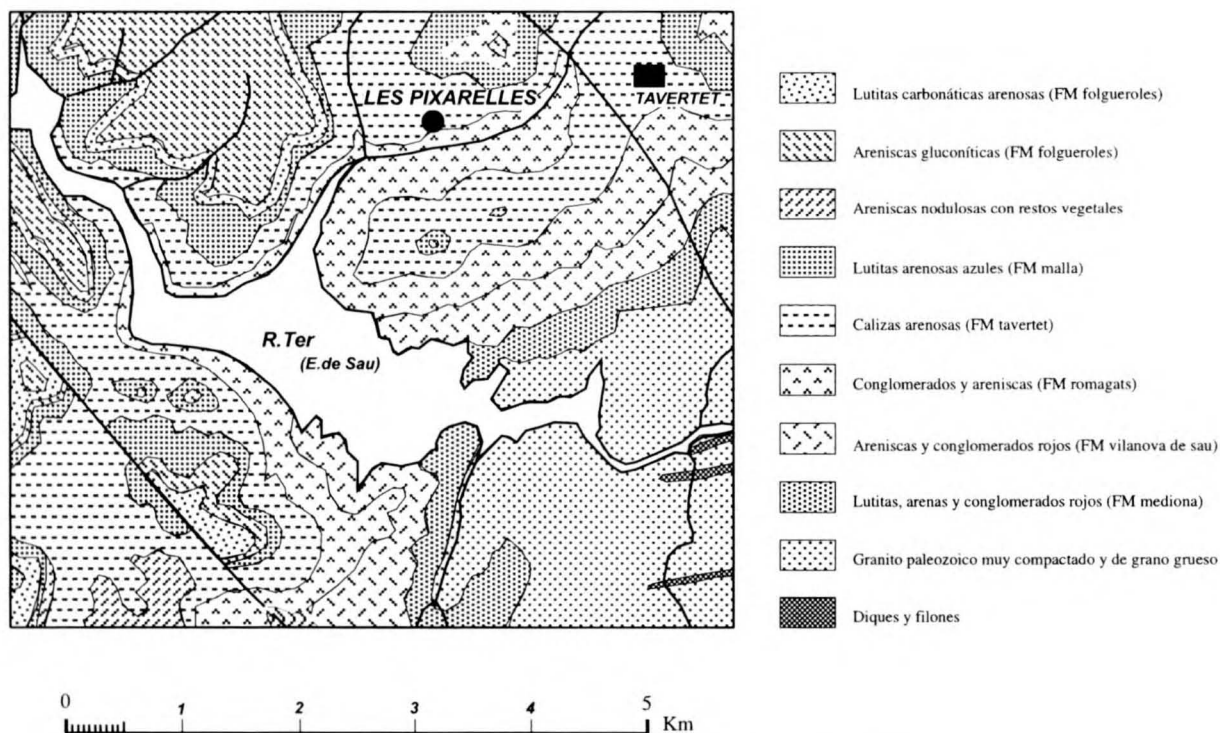 LES PIXARELLES
TAVERTET
R.Ter
(E.de Sau)
Lutitas carbonáticas arenosas (FM folgueroles)
Areniscas gluconíticas (FM folgueroles)
Areniscas nodulosas con restos vegetales
Lutitas arenosas azules (FM malla)
Calizas arenosas (FM tavertet)
Conglomerados y areniscas (FM romagats)
Areniscas y conglomerados rojos (FM vilanova de sau)
Lutitas, arenas y conglomerados rojos (FM mediona)
Granito paleozoico muy compactado y de grano grueso
Diques y filones
0 1 2 3 4 5
Km